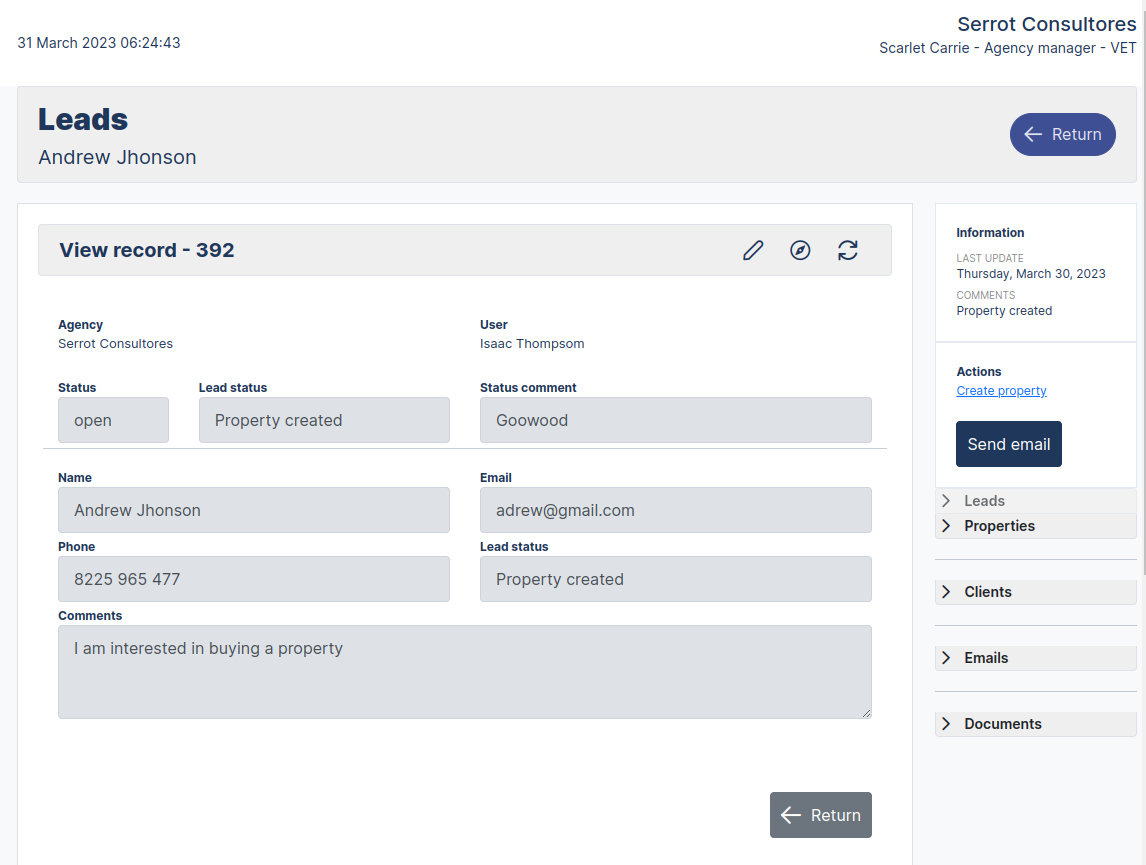 31 March 2023 06:24:43
Serrot Consultores
Scarlet Carrie - Agency manager - VET
Leads
Andrew Jhonson
Return
View record - 392
Agency
Serrot Consultores
User
Isaac Thompsom
Status
open
Lead status
Property created
Status comment
Goowood
Name
Andrew Jhonson
Email
adrew@gmail.com
Phone
8225 965 477
Lead status
Property created
Comments
I am interested in buying a property
Return
Information
LAST UPDATE
Thursday, March 30, 2023
COMMENTS
Property created
Actions
Create property
Send email
Leads
Properties
Clients
Emails
Documents